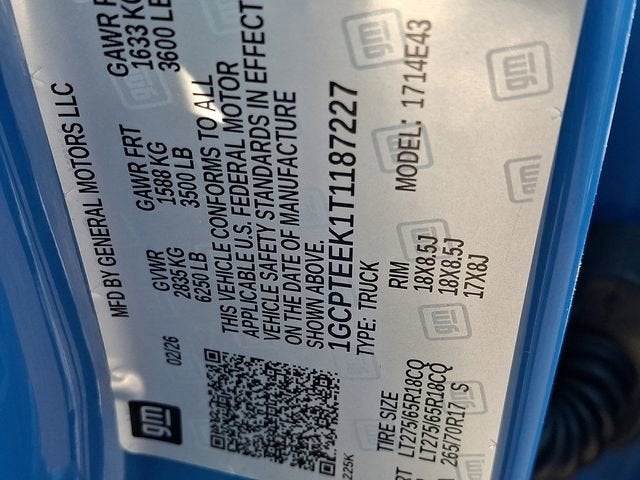 MFD BY GENERAL MOTORS LLC
02/26 GVWR GAWR FRT GAWR
2835 KG 1588 KG 1633 KG
6250 LB 3500 LB 3600 LB
THIS VEHICLE CONFORMS TO ALL
APPLICABLE U.S. FEDERAL MOTOR
VEHICLE SAFETY STANDARDS IN EFFECT
ON THE DATE OF MANUFACTURE
SHOWN ABOVE.
1GCPTEEK1T1187227
TYPE: TRUCK MODEL: 1714E43
gm
225K
TIRE SIZE RIM
LT275/65R18CQ 18X8.5J
LT275/65R18CQ 18X8.5J
265/70R17 S 17X8J